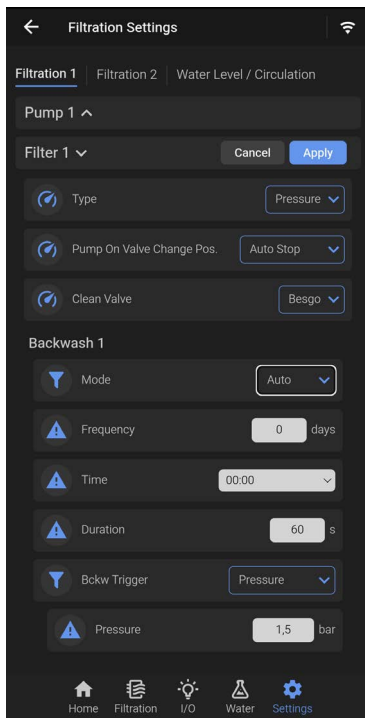 Filtration Settings
Filtration 1 Filtration 2 Water Level / Circulation
Pump 1
Filter 1 Cancel Apply
Type Pressure
Pump On Valve Change Pos. Auto Stop
Clean Valve Besgo
Backwash 1
Mode Auto
Frequency 0 days
Time 00:00
Duration 60 s
Bckw Trigger Pressure
Pressure 1,5 bar
Home Filtration I/O Water Settings